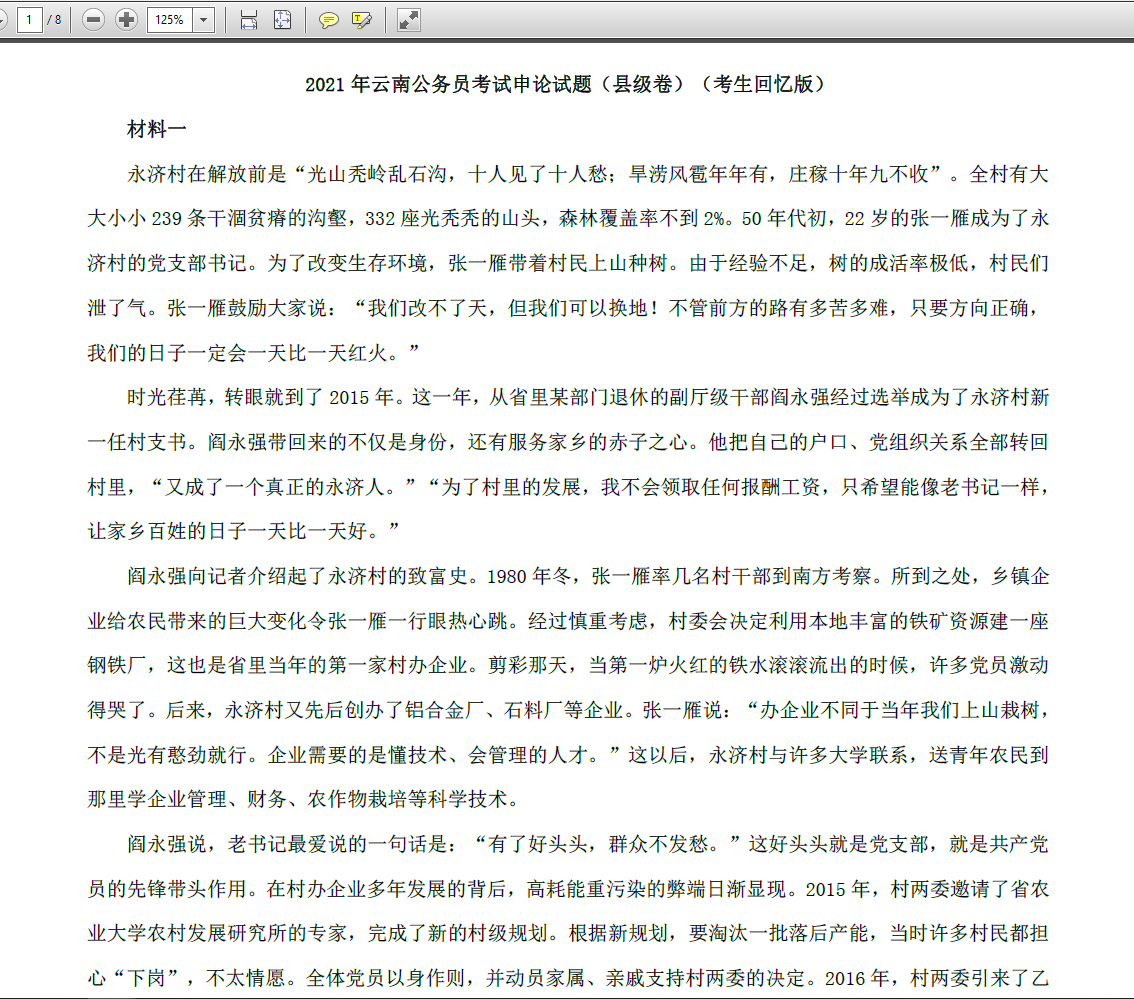 1 / 8
125%
2021 年云南公务员考试申论试题（县级卷）（考生回忆版）
材料一
永济村在解放前是“光山秃岭乱石沟，十人见了十人愁；旱涝风雹年年有，庄稼十年九不收”。全村有大
大小小 239 条干涸贫瘠的沟壑，332 座光秃秃的山头，森林覆盖率不到 2%。50 年代初，22 岁的张一雁成为了永
济村的党支部书记。为了改变生存环境，张一雁带着村民上山种树。由于经验不足，树的成活率极低，村民们
泄了气。张一雁鼓励大家说：“我们改不了天，但我们可以换地！不管前方的路有多苦多难，只要方向正确，
我们的日子一定会一天比一天红火。”
时光荏苒，转眼就到了 2015 年。这一年，从省里某部门退休的副厅级干部阎永强经过选举成为了永济村新
一任村支书。阎永强带回来的不仅是身份，还有服务家乡的赤子之心。他把自己的户口、党组织关系全部转回
村里，“又成了一个真正的永济人。”“为了村里的发展，我不会领取任何报酬工资，只希望能像老书记一样，
让家乡百姓的日子一天比一天好。”
阎永强向记者介绍起了永济村的致富史。1980 年冬，张一雁率几名村干部到南方考察。所到之处，乡镇企
业给农民带来的巨大变化令张一雁一行眼热心跳。经过慎重考虑，村委会决定利用本地丰富的铁矿资源建一座
钢铁厂，这也是省里当年的第一家村办企业。剪彩那天，当第一炉火红的铁水滚滚流出的时候，许多党员激动
得哭了。后来，永济村又先后创办了铝合金厂、石料厂等企业。张一雁说：“办企业不同于当年我们上山栽树，
不是光有憨劲就行。企业需要的是懂技术、会管理的人才。”这以后，永济村与许多大学联系，送青年农民到
那里学企业管理、财务、农作物栽培等科学技术。
阎永强说，老书记最爱说的一句话是：“有了好头头，群众不发愁。”这好头头就是党支部，就是共产党
员的先锋带头作用。在村办企业多年发展的背后，高耗能重污染的弊端日渐显现。2015 年，村两委邀请了省农
业大学农村发展研究所的专家，完成了新的村级规划。根据新规划，要淘汰一批落后产能，当时许多村民都担
心“下岗”，不太情愿。全体党员以身作则，并动员家属、亲戚支持村两委的决定。2016 年，村两委引来了乙